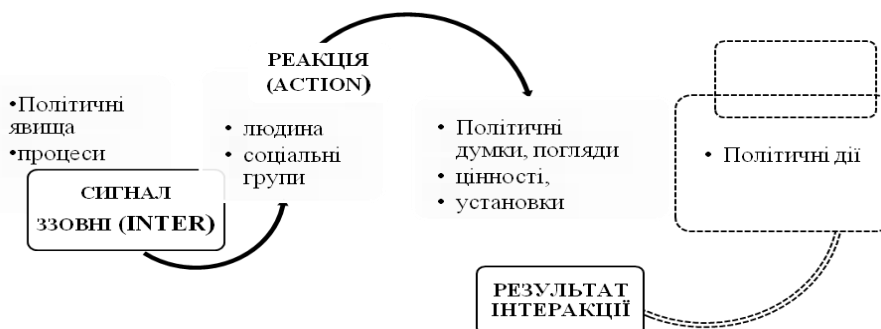 •Політичні
явища
•процеси
СИГНАЛ
ЗЗОВНІ (INTER)
РЕАКЦІЯ
(ACTION)
• людина
• соціальні
групи
• Політичні
думки, погляди
• цінності,
• установки
• Політичні дії
РЕЗУЛЬТАТ
ІНТЕРАКЦІЇ